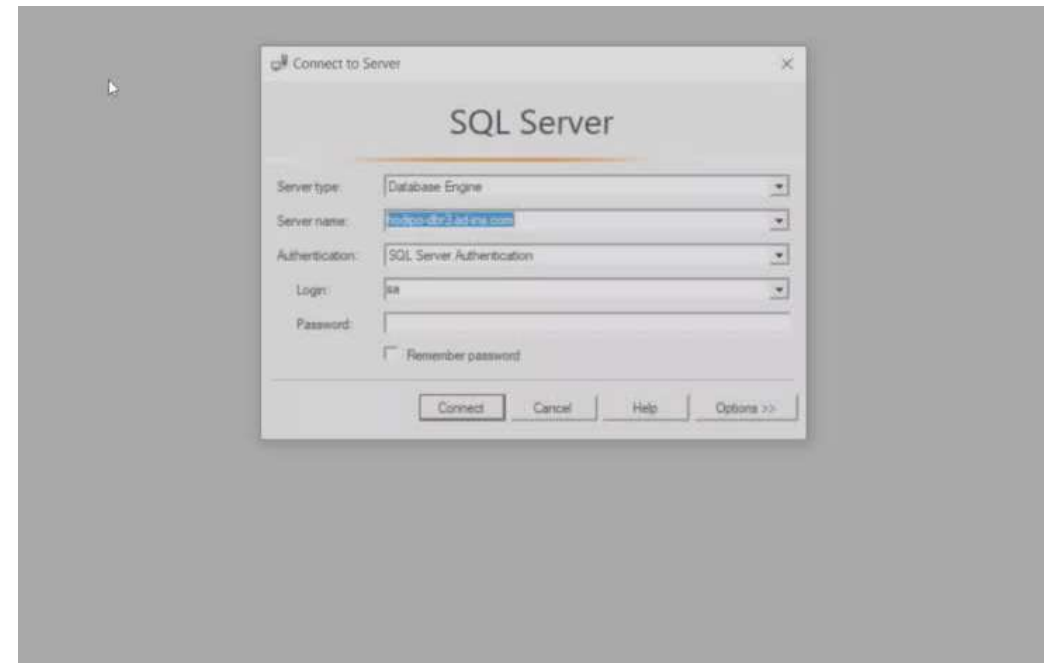 Connect to Server
SQL Server
Server type: Database Engine
Server name:
Authentication: SQL Server Authentication
Login: sa
Password:
Remember password
Connect Cancel Help Options >>